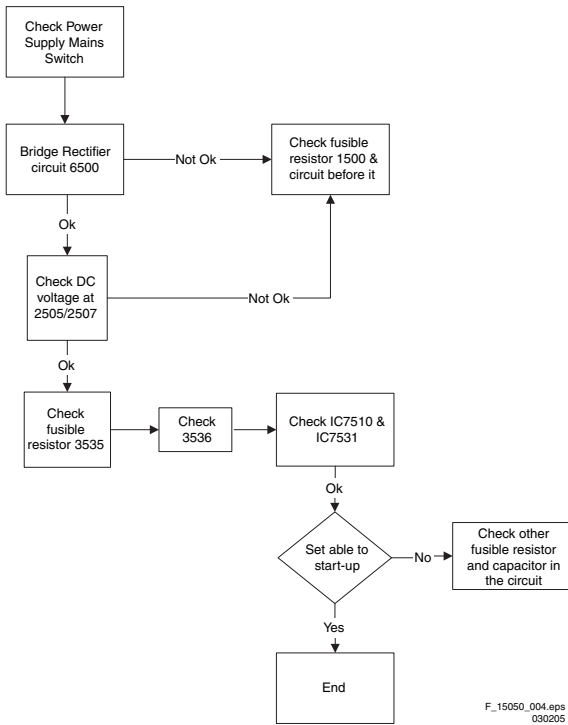 Check Power
Supply Mains
Switch
Bridge Rectifier
circuit 6500
Not Ok
Check fusible
resistor 1500 &
circuit before it
Ok
Check DC
voltage at
2505/2507
Not Ok
Ok
Check
fusible
resistor 3535
Check
3536
Check IC7510 &
IC7531
Ok
Set able to
start-up
No
Check other
fusible resistor
and capacitor in
the circuit
Yes
End
F_15050_004.eps
030205